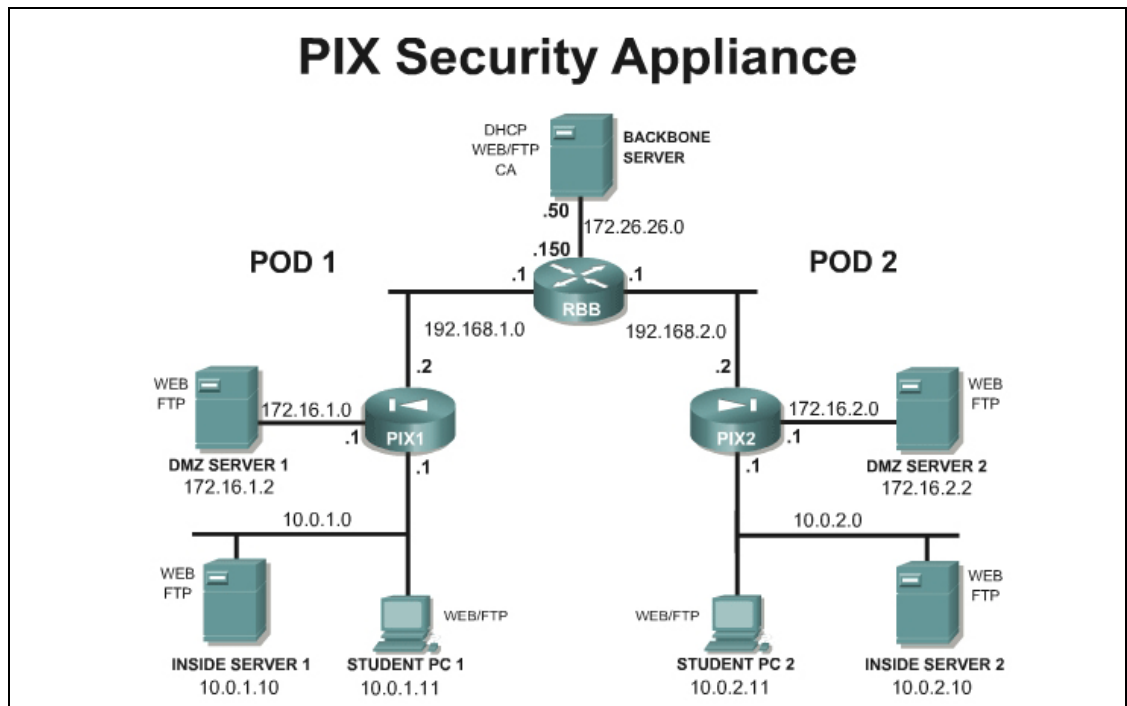 PIX Security Appliance
DHCP
WEB/FTP
CA
BACKBONE
SERVER
.50
172.26.26.0
.150
POD 1
POD 2
.1
.1
RBB
192.168.1.0
192.168.2.0
.2
.2
WEB
FTP
172.16.1.0
.1
PIX1
.1
DMZ SERVER 1
172.16.1.2
PIX2
172.16.2.0
.1
.1
WEB
FTP
DMZ SERVER 2
172.16.2.2
10.0.1.0
10.0.2.0
WEB
FTP
WEB/FTP
WEB/FTP
WEB
FTP
INSIDE SERVER 1
10.0.1.10
STUDENT PC 1
10.0.1.11
STUDENT PC 2
10.0.2.11
INSIDE SERVER 2
10.0.2.10